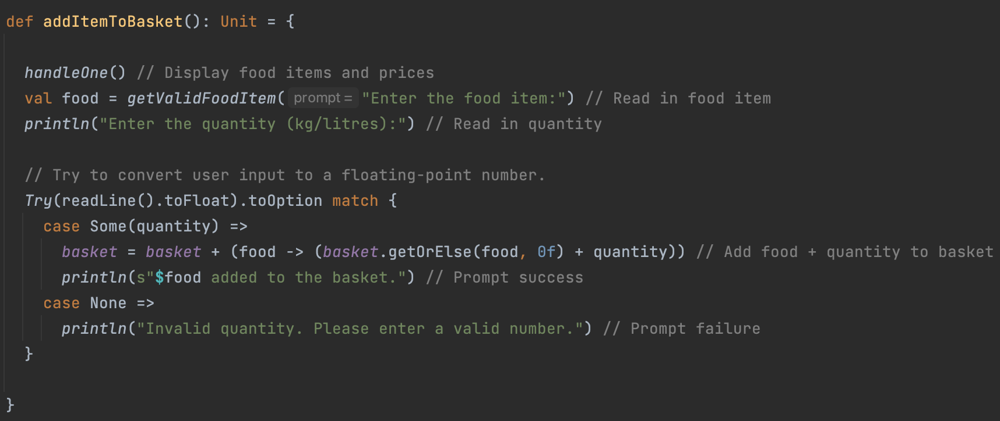 def addItemToBasket(): Unit = {
handleOne() // Display food items and prices
val food = getValidFoodItem( prompt = "Enter the food item:") // Read in food item
println("Enter the quantity (kg/litres):") // Read in quantity
// Try to convert user input to a floating-point number.
Try(readLine().toFloat).toOption match {
case Some(quantity) =>
basket = basket + (food -> (basket.getOrElse(food, 0f) + quantity)) // Add food + quantity to basket
println(s"$food added to the basket.") // Prompt success
case None =>
println("Invalid quantity. Please enter a valid number.") // Prompt failure
}
}